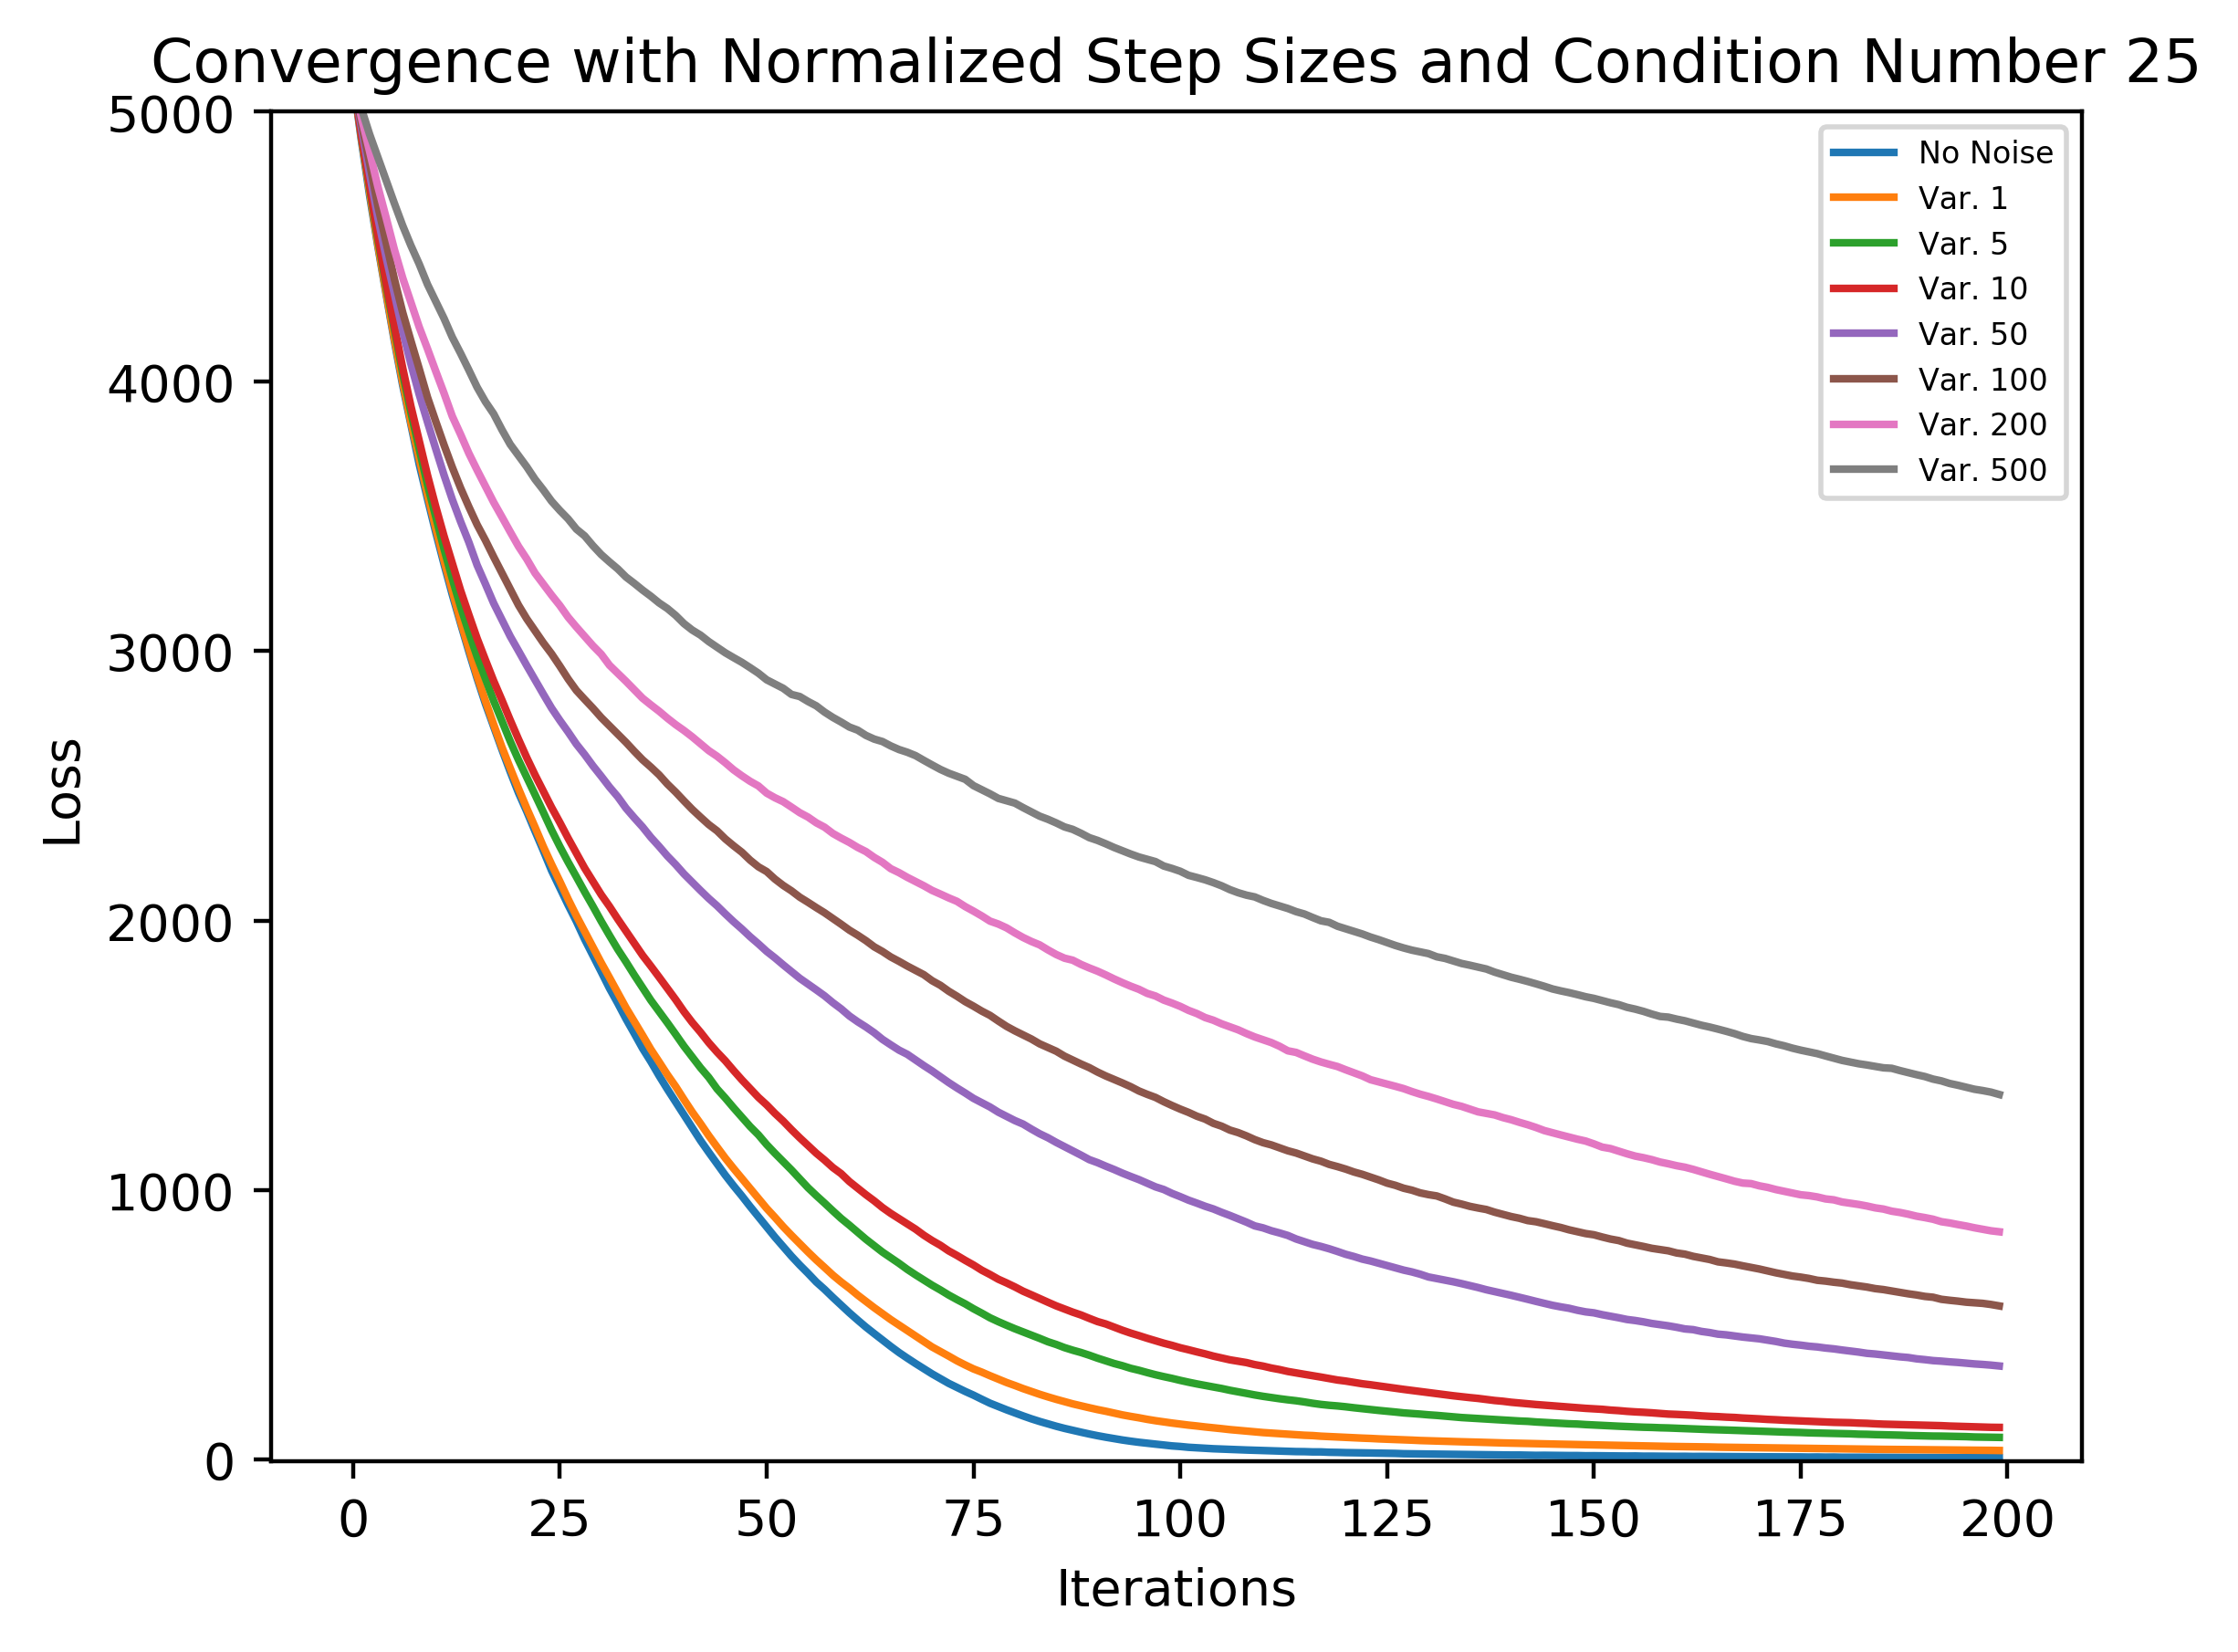 Convergence with Normalized Step Sizes and Condition Number 25
5000
4000
3000
2000
1000
0
Loss
No Noise
Var. 1
Var. 5
Var. 10
Var. 50
Var. 100
Var. 200
Var. 500
0 25 50 75 100 125 150 175 200
Iterations